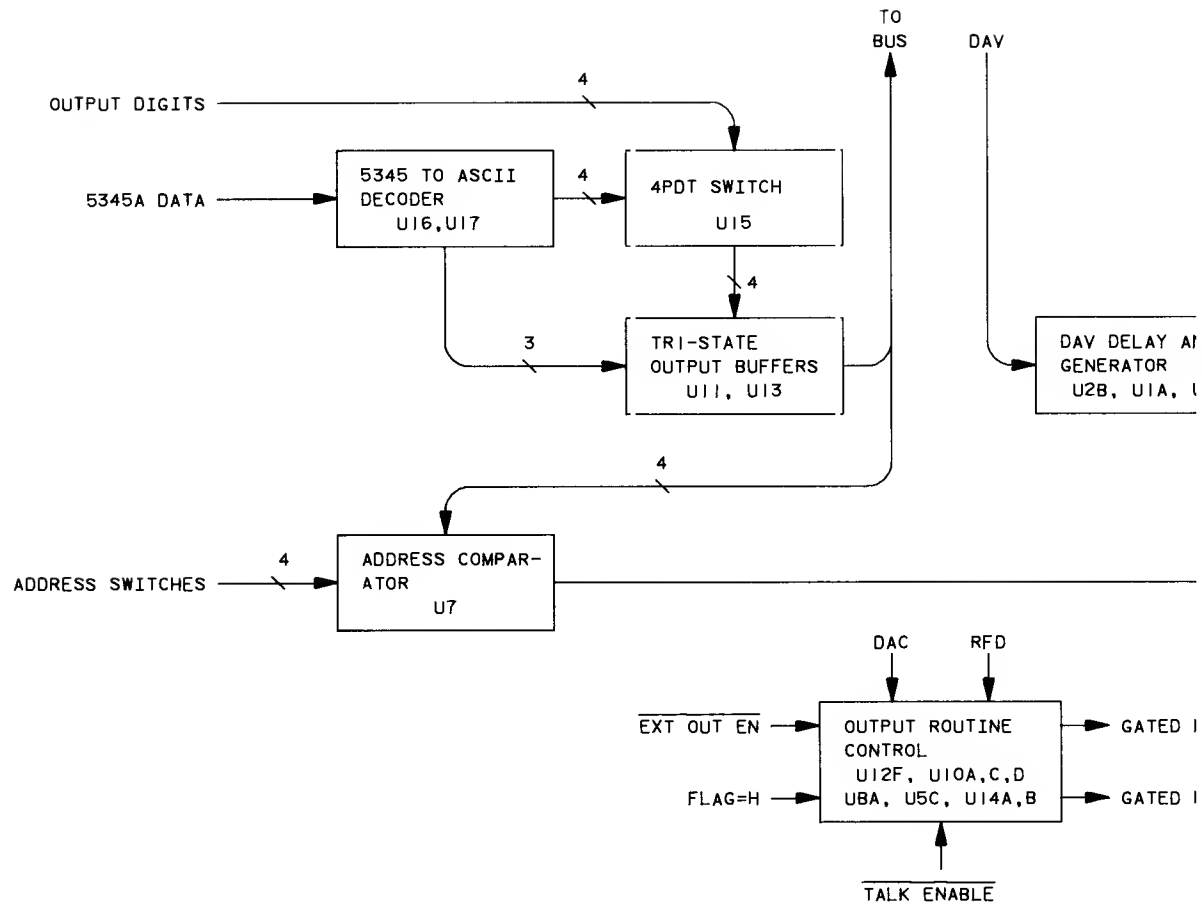 TO
BUS
DAV
4
OUTPUT DIGITS
5345 TO ASCII
DECODER
U16,U17
4
4PDT SWITCH
U15
5345A DATA
4
3
TRI-STATE
OUTPUT BUFFERS
U11, U13
DAV DELAY
GENERATOR
U2B, U1A,
4
ADDRESS SWITCHES
4
ADDRESS COMPAR-
ATOR
U7
DAC
RFD
EXT OUT EN
OUTPUT ROUTINE
CONTROL
U12F, U10A,C,D
U8A, U5C, U14A,B
GATED
FLAG=H
GATED
TALK ENABLE